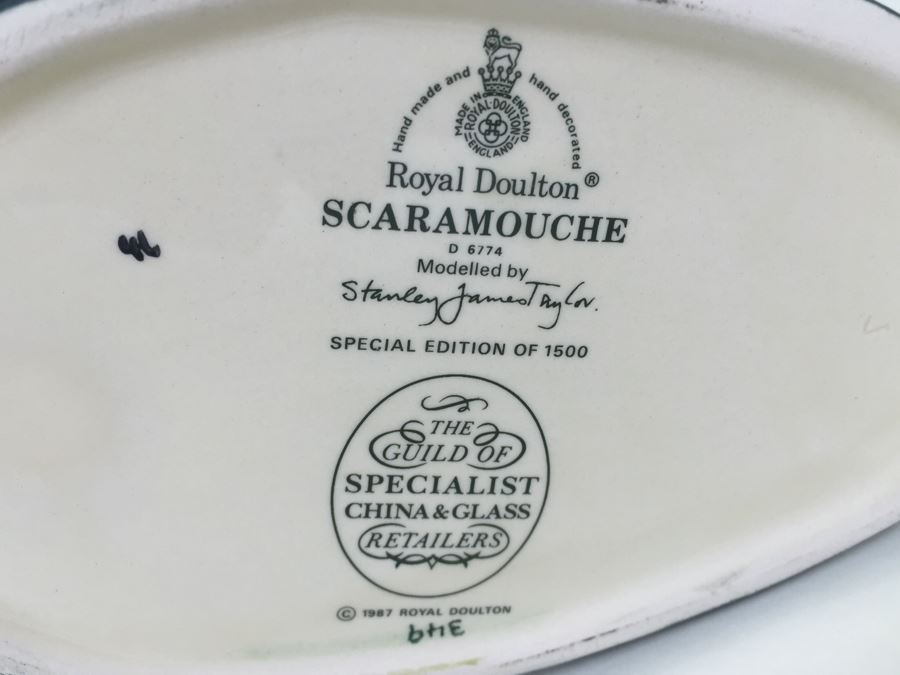 Hand made and hand decorated
MADE IN ENGLAND
ROYAL·DOULTON
ENGLAND
Royal Doulton®
SCARAMOUCHE
D 6774
Modelled by
Stanley James Taylor.
SPECIAL EDITION OF 1500
THE
GUILD OF
SPECIALIST
CHINA & GLASS
RETAILERS
© 1987 ROYAL DOULTON
349